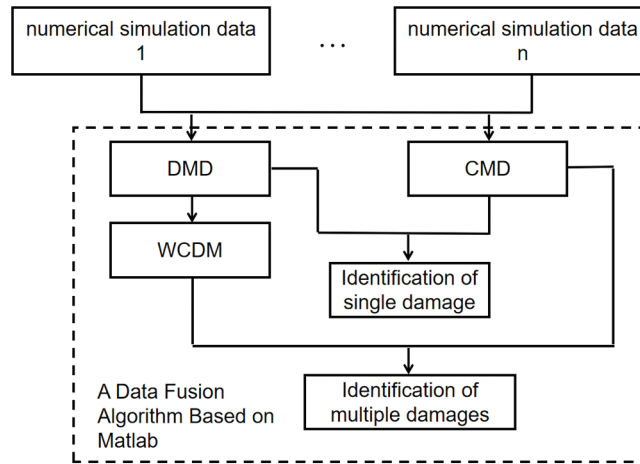 numerical simulation data
1
...
numerical simulation data
n
DMD
CMD
WCDM
Identification of
single damage
Identification of
multiple damages
A Data Fusion
Algorithm Based on
Matlab